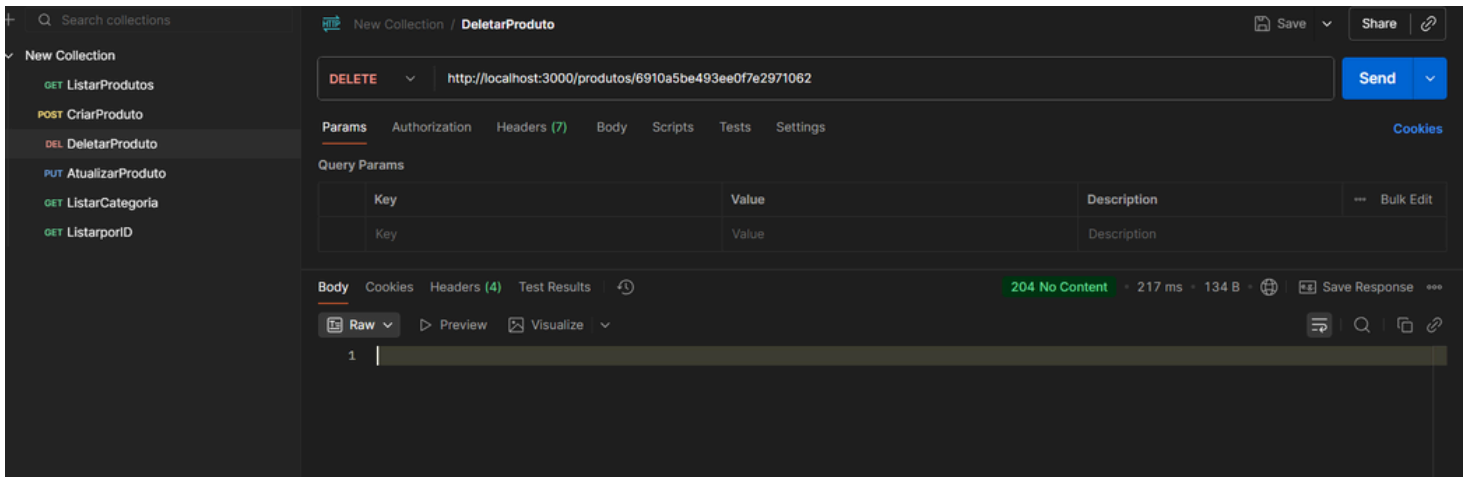 Search collections
New Collection
GET ListarProdutos
POST CriarProduto
DEL DeletarProduto
PUT AtualizarProduto
GET ListarCategoria
GET ListarporID
HTTP New Collection / DeletarProduto
Save
Share
DELETE http://localhost:3000/produtos/6910a5be493ee0f7e2971062
Send
Params Authorization Headers (7) Body Scripts Tests Settings
Cookies
Query Params
Key Value Description Bulk Edit
Key Value Description
Body Cookies Headers (4) Test Results
204 No Content • 217 ms • 134 B
Save Response
Raw Preview Visualize
1